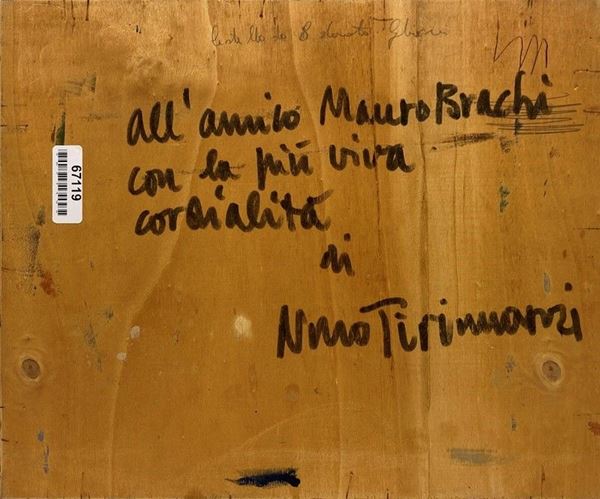 all'amico Mauro Brachi
con la più viva
cordialità
di
Nino Tirinnanzi
67119